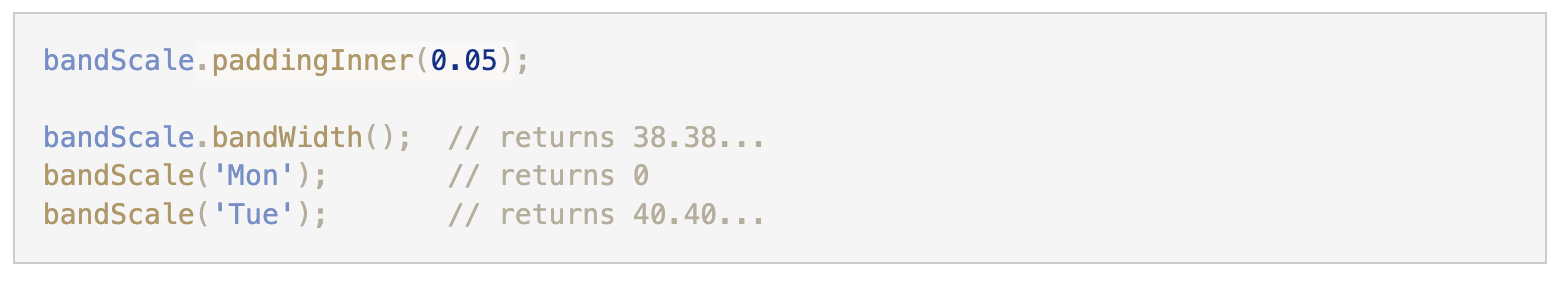 bandScale.paddingInner(0.05);
bandScale.bandWidth();  // returns 38.38...
bandScale('Mon');       // returns 0
bandScale('Tue');       // returns 40.40...